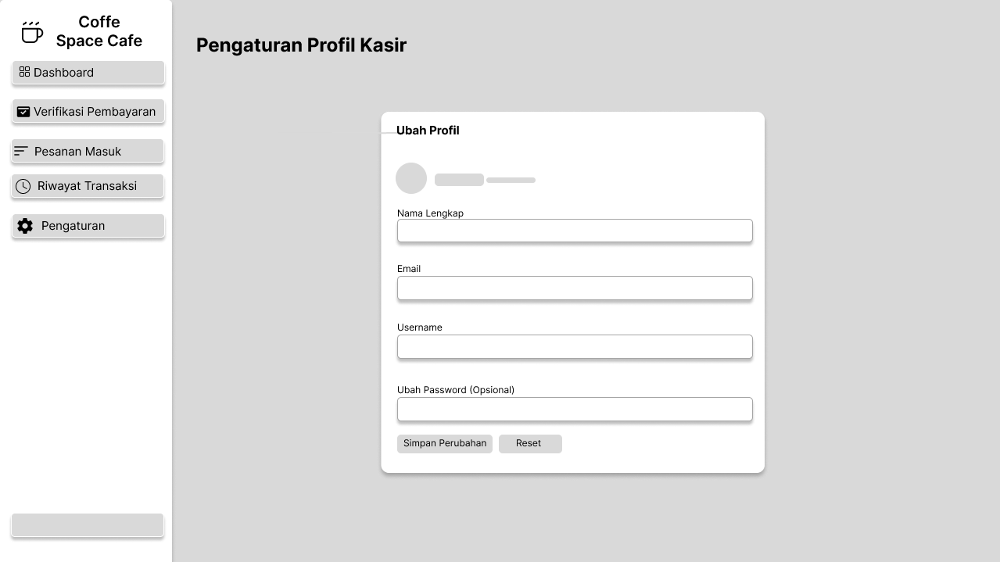 Coffe
Space Cafe
Dashboard
Verifikasi Pembayaran
Pesanan Masuk
Riwayat Transaksi
Pengaturan
Pengaturan Profil Kasir
Ubah Profil
Nama Lengkap
Email
Username
Ubah Password (Opsional)
Simpan Perubahan
Reset